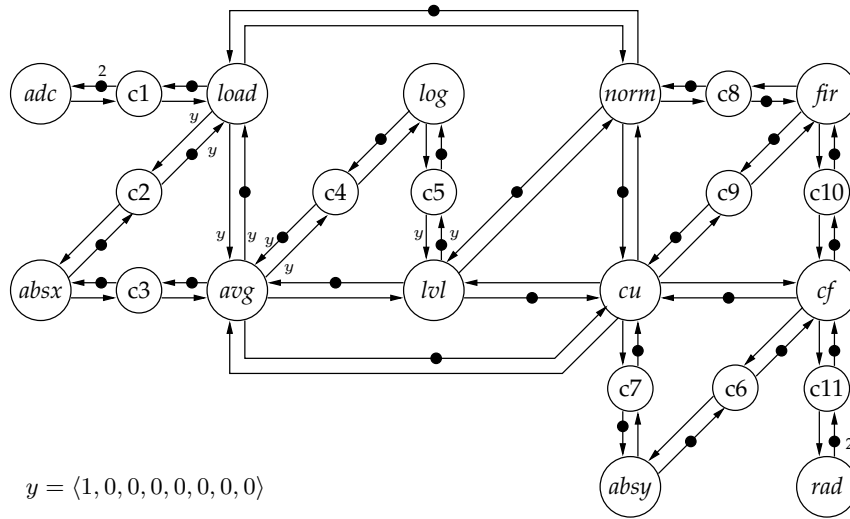 2
adc c1 load log norm c8 fir
y
y
c2 c4 c5 c9 c10
y y y y y
y
absx c3 avg lvl cu cf
c7 c6 c11
2
absy rad
y = ⟨1, 0, 0, 0, 0, 0, 0, 0⟩